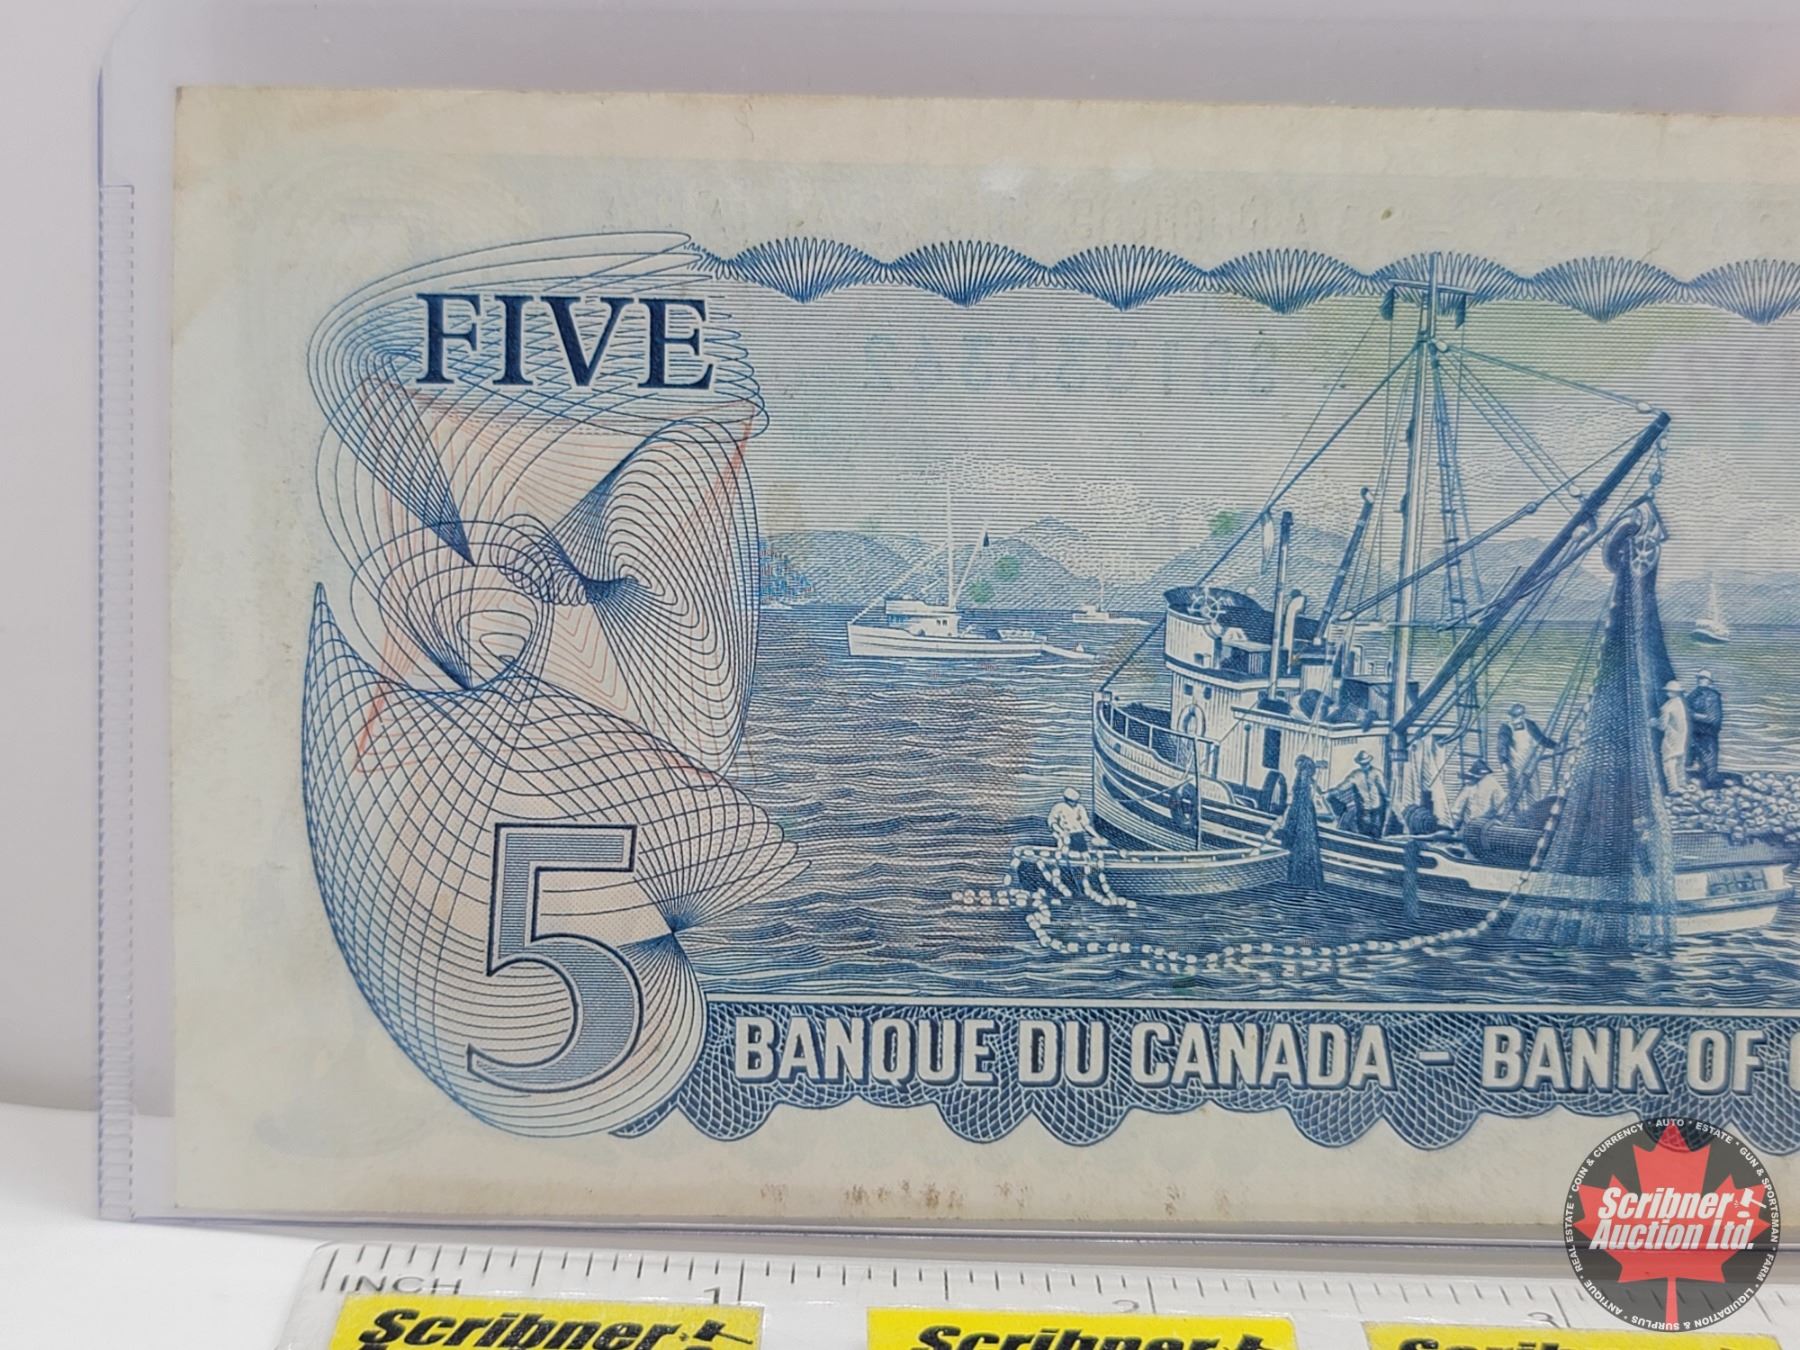 FIVE
5
BANQUE DU CANADA – BANK OF
Scribner
Auction Ltd.
REAL ESTATE • COIN & CURRENCY • AUTO • ESTATE • GUN & SPORTSMAN • FARM • LIQUIDATION & SURPLUS • ANTIQUE •
INCH 1 2 3
Scribner Scribner Scribner